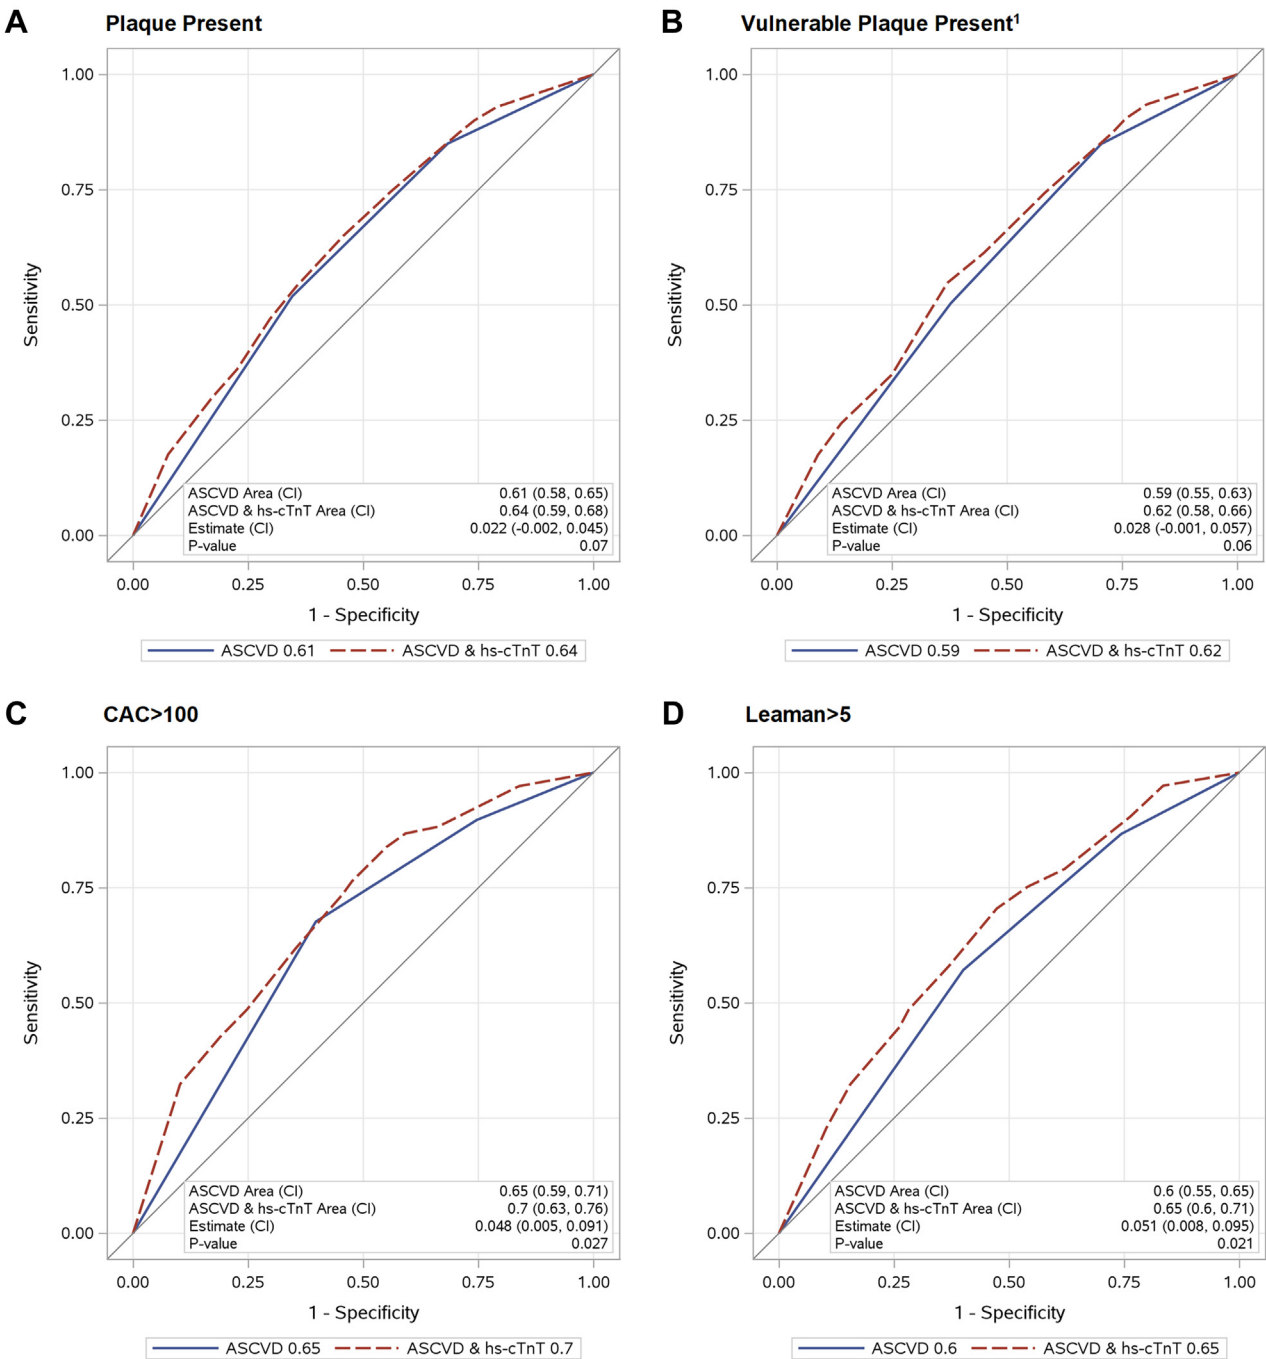 A Plaque Present
1.00
0.75
0.50
0.25
0.00
Sensitivity
ASCVD Area (CI) 0.61 (0.58, 0.65)
ASCVD & hs-cTnT Area (CI) 0.64 (0.59, 0.68)
Estimate (CI) 0.022 (-0.002, 0.045)
P-value 0.07
0.00 0.25 0.50 0.75 1.00
1 - Specificity
ASCVD 0.61 ASCVD & hs-cTnT 0.64
B Vulnerable Plaque Present¹
1.00
0.75
0.50
0.25
0.00
Sensitivity
ASCVD Area (CI) 0.59 (0.55, 0.63)
ASCVD & hs-cTnT Area (CI) 0.62 (0.58, 0.66)
Estimate (CI) 0.028 (-0.001, 0.057)
P-value 0.06
0.00 0.25 0.50 0.75 1.00
1 - Specificity
ASCVD 0.59 ASCVD & hs-cTnT 0.62
C CAC>100
1.00
0.75
0.50
0.25
0.00
Sensitivity
ASCVD Area (CI) 0.65 (0.59, 0.71)
ASCVD & hs-cTnT Area (CI) 0.7 (0.63, 0.76)
Estimate (CI) 0.048 (0.005, 0.091)
P-value 0.027
0.00 0.25 0.50 0.75 1.00
1 - Specificity
ASCVD 0.65 ASCVD & hs-cTnT 0.7
D Leaman>5
1.00
0.75
0.50
0.25
0.00
Sensitivity
ASCVD Area (CI) 0.6 (0.55, 0.65)
ASCVD & hs-cTnT Area (CI) 0.65 (0.6, 0.71)
Estimate (CI) 0.051 (0.008, 0.095)
P-value 0.021
0.00 0.25 0.50 0.75 1.00
1 - Specificity
ASCVD 0.6 ASCVD & hs-cTnT 0.65